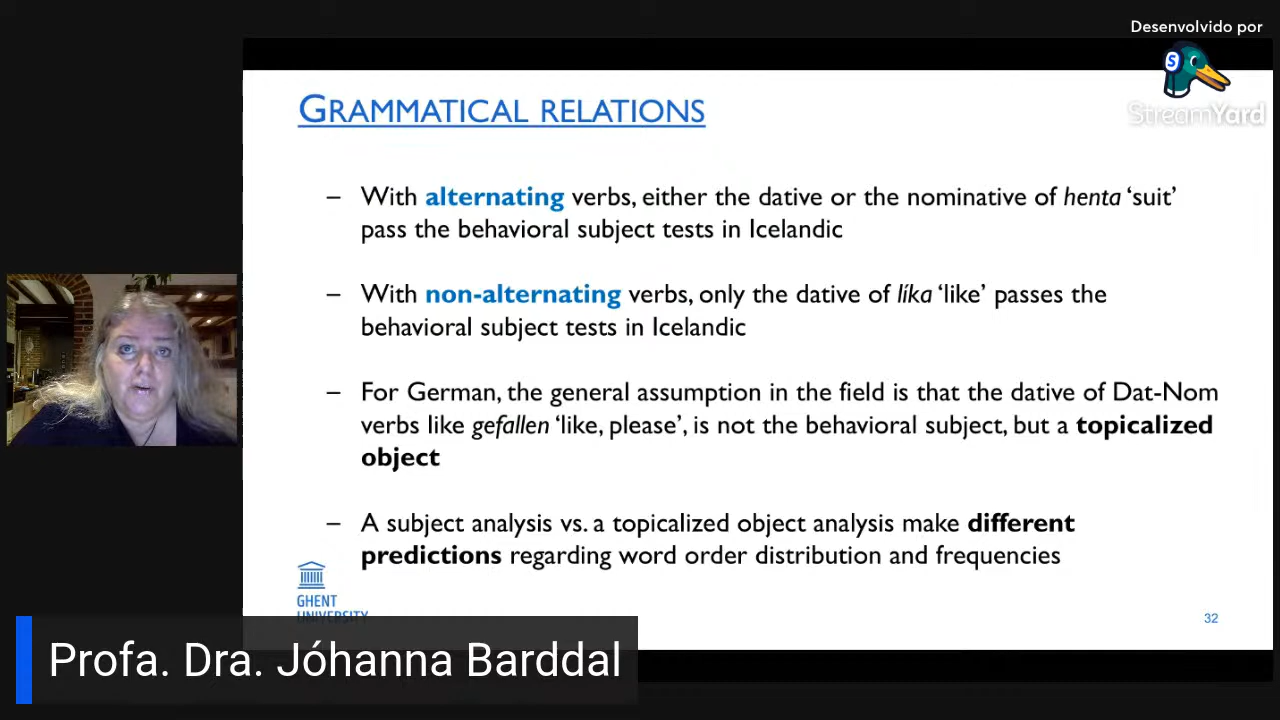 Desenvolvido por
StreamYard
GRAMMATICAL RELATIONS
– With alternating verbs, either the dative or the nominative of henta ‘suit’
pass the behavioral subject tests in Icelandic
– With non-alternating verbs, only the dative of líka ‘like’ passes the
behavioral subject tests in Icelandic
– For German, the general assumption in the field is that the dative of Dat-Nom
verbs like gefallen ‘like, please’, is not the behavioral subject, but a topicalized
object
– A subject analysis vs. a topicalized object analysis make different
predictions regarding word order distribution and frequencies
GHENT
UNIVERSITY
32
Profa. Dra. Jóhanna Barddal